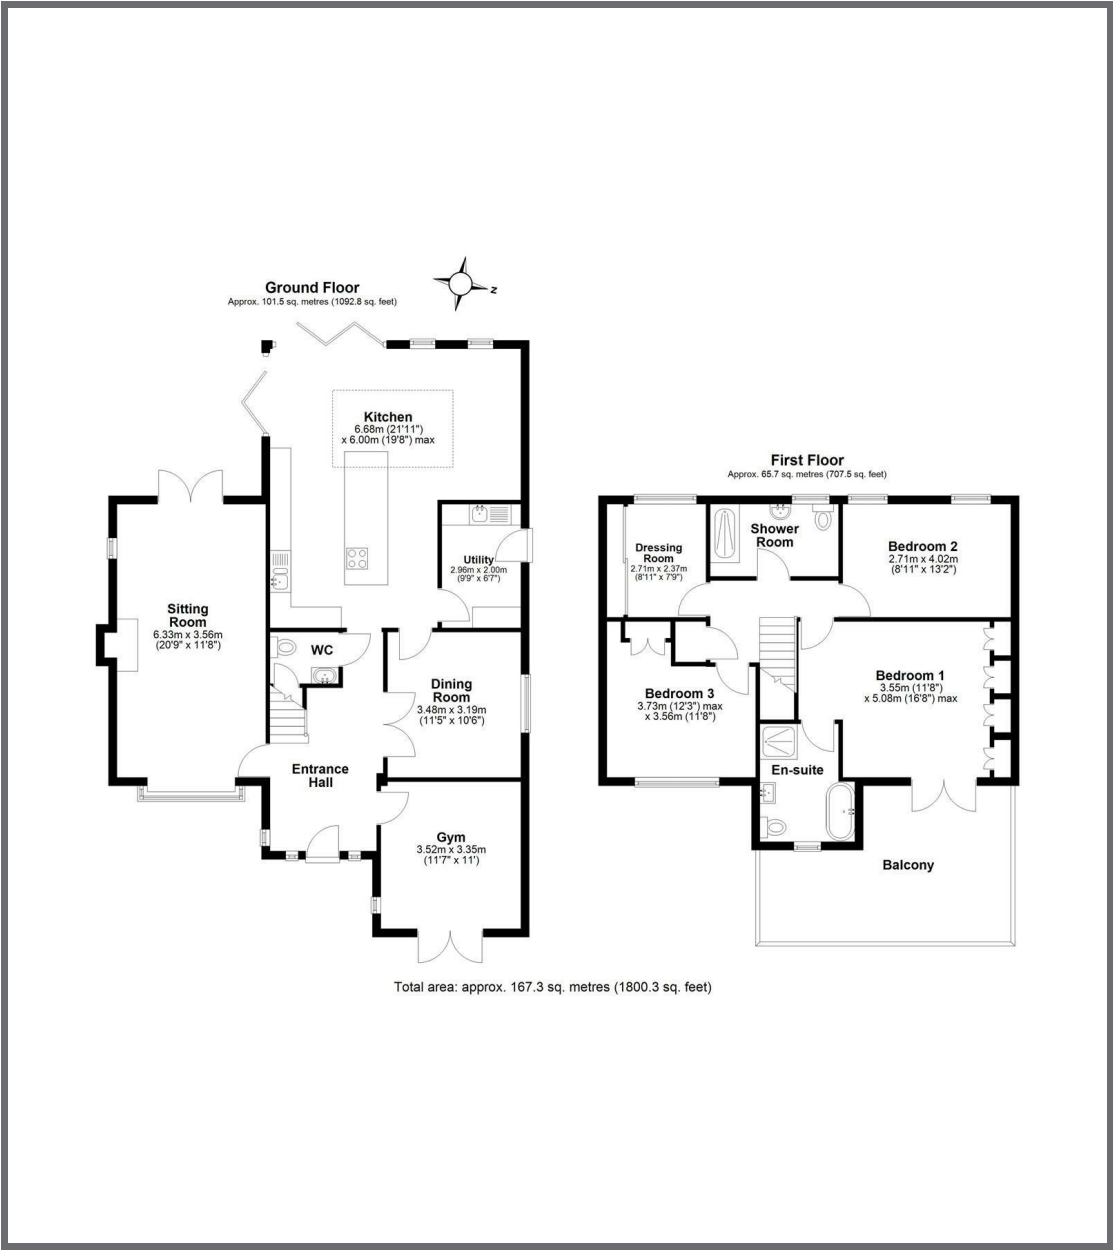 Ground Floor
Approx. 101.5 sq. metres (1092.8 sq. feet)
N
Kitchen
6.68m (21'11")
x 6.00m (19'8") max
Utility
2.96m x 2.00m
(9'9" x 6'7")
Sitting
Room
6.33m x 3.56m
(20'9" x 11'8")
WC
Dining
Room
3.48m x 3.19m
(11'5" x 10'6")
Entrance
Hall
Gym
3.52m x 3.35m
(11'7" x 11')
First Floor
Approx. 65.7 sq. metres (707.5 sq. feet)
Dressing
Room
2.71m x 2.37m
(8'11" x 7'9")
Shower
Room
Bedroom 2
2.71m x 4.02m
(8'11" x 13'2")
Bedroom 3
3.73m (12'3") max
x 3.56m (11'8")
Bedroom 1
3.55m (11'8")
x 5.08m (16'8") max
En-suite
Balcony
Total area: approx. 167.3 sq. metres (1800.3 sq. feet)